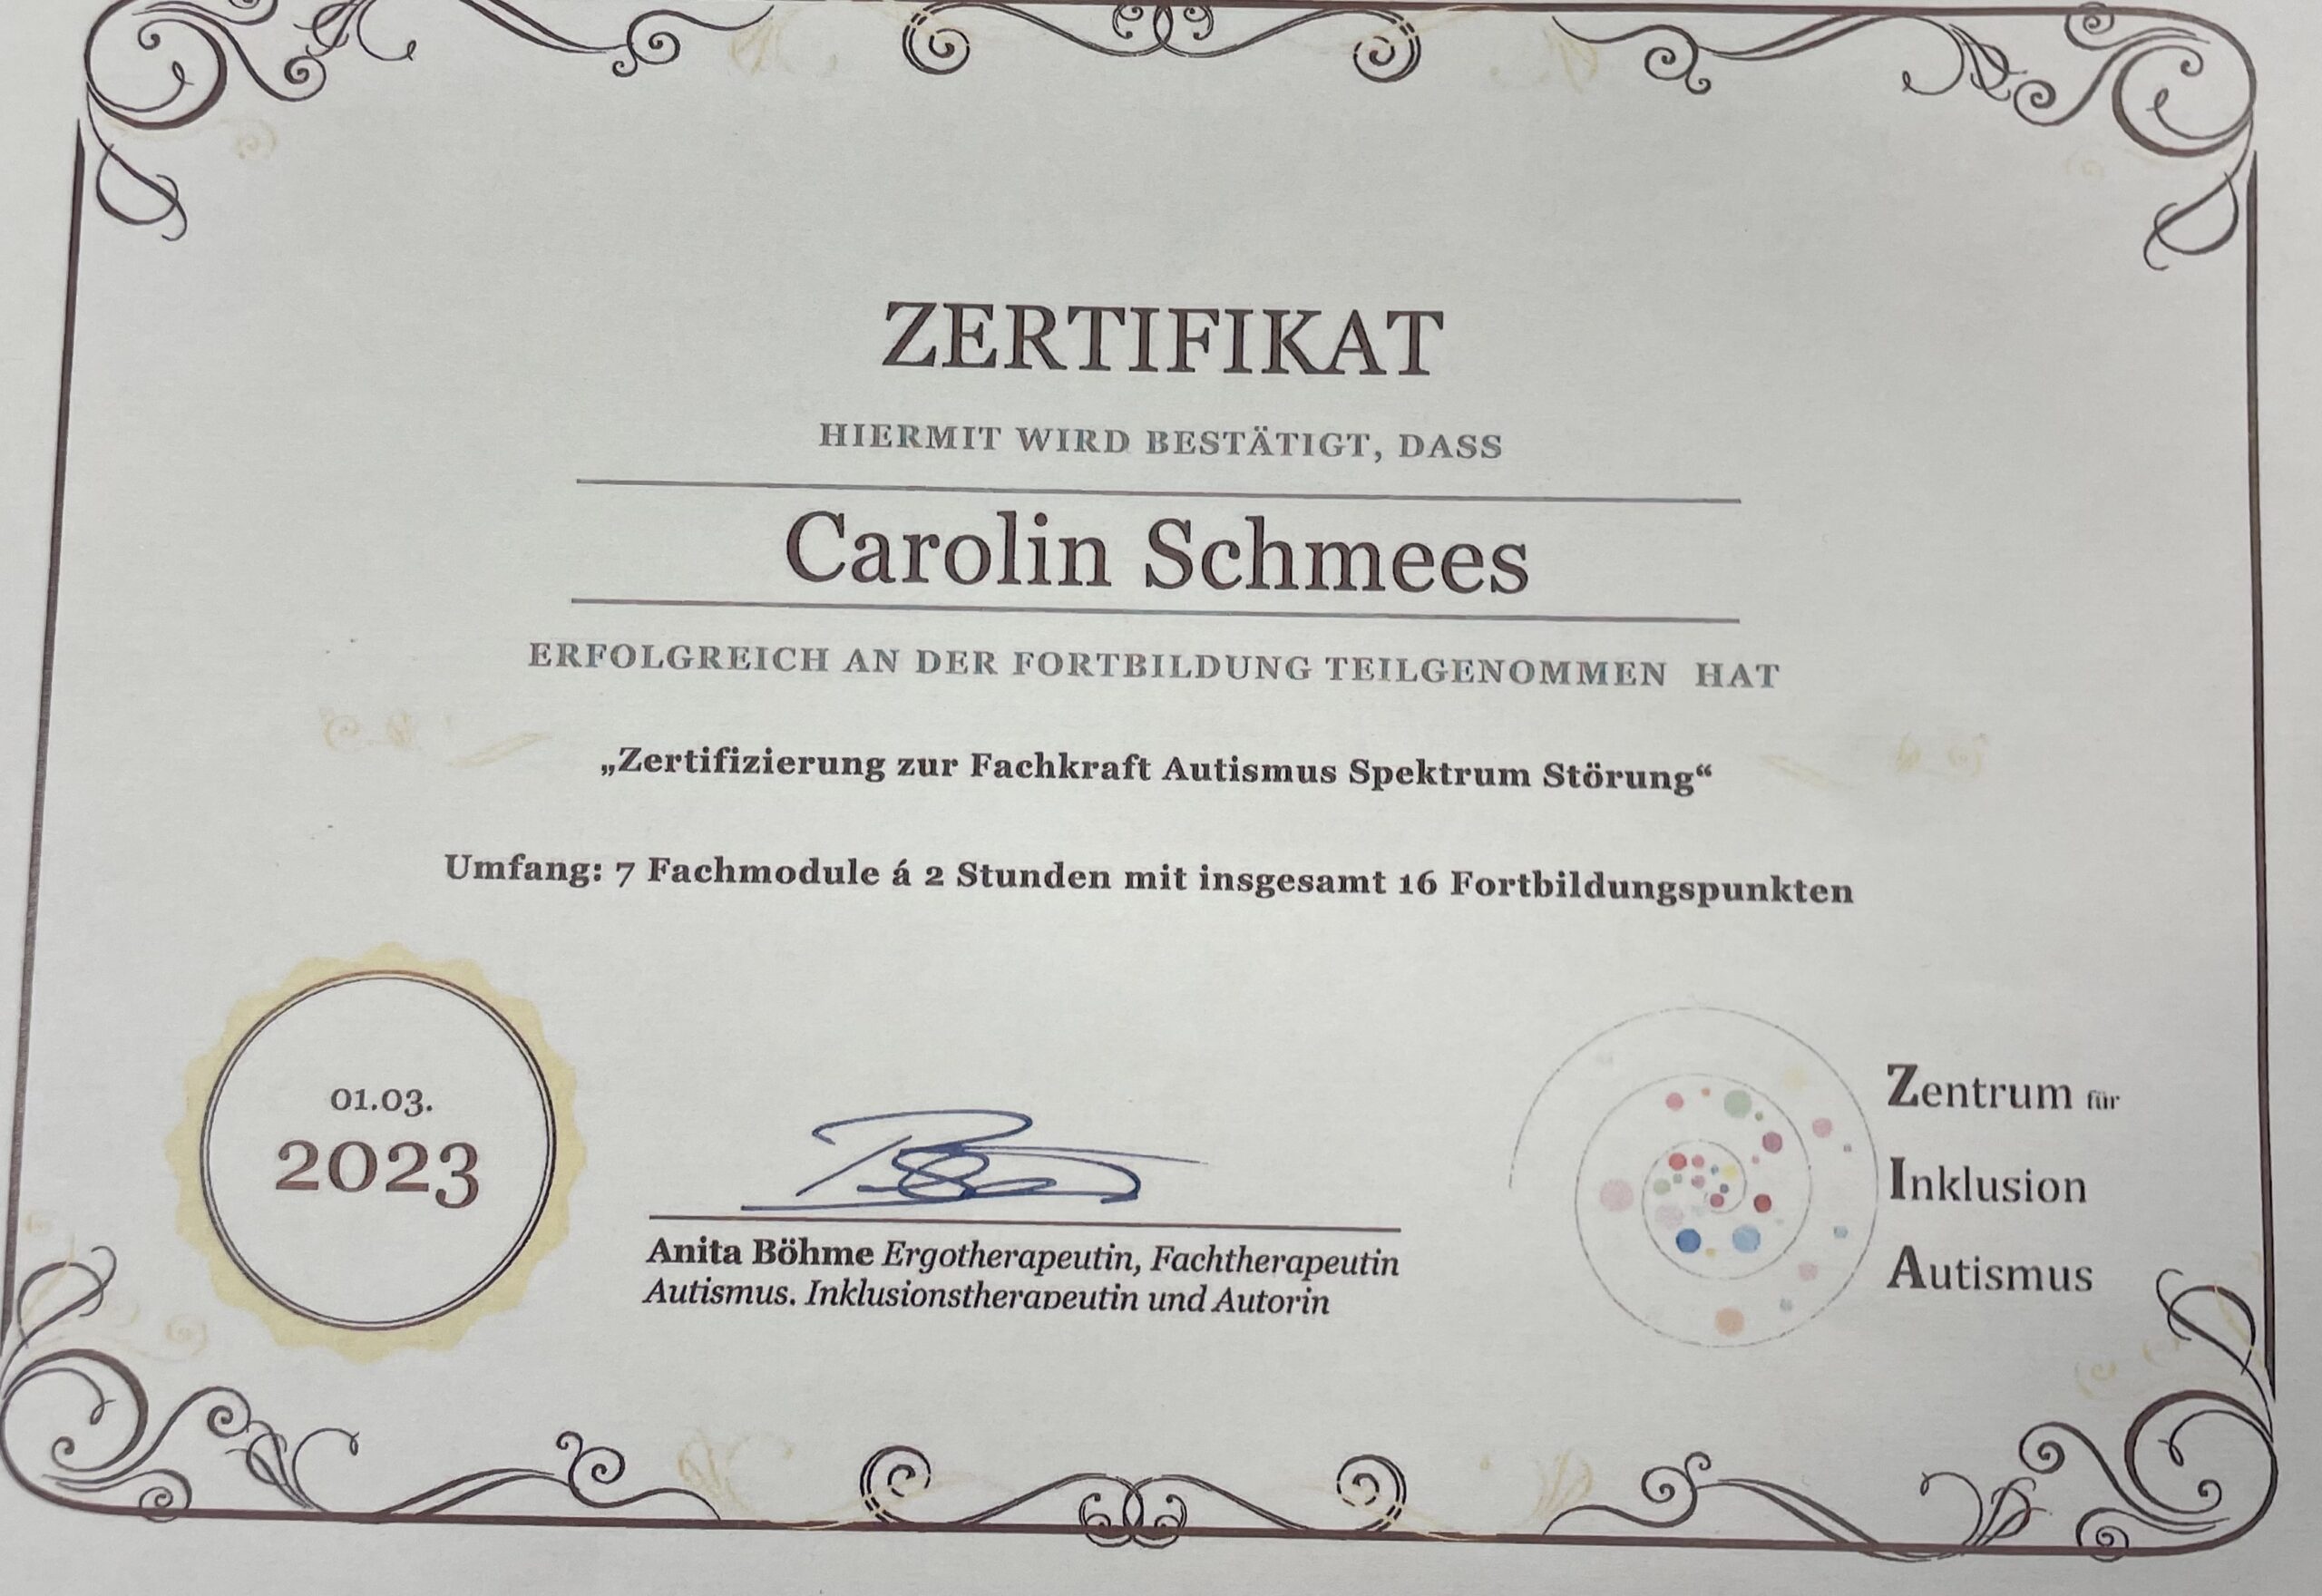 ZERTIFIKAT
HIERMIT WIRD BESTÄTIGT, DASS
Carolin Schmees
ERFOLGREICH AN DER FORTBILDUNG TEILGENOMMEN HAT
„Zertifizierung zur Fachkraft Autismus Spektrum Störung“
Umfang: 7 Fachmodule á 2 Stunden mit insgesamt 16 Fortbildungspunkten
01.03.
2023
Anita Böhme Ergotherapeutin, Fachtherapeutin
Autismus. Inklusionstherapeutin und Autorin
Zentrum für
Inklusion
Autismus